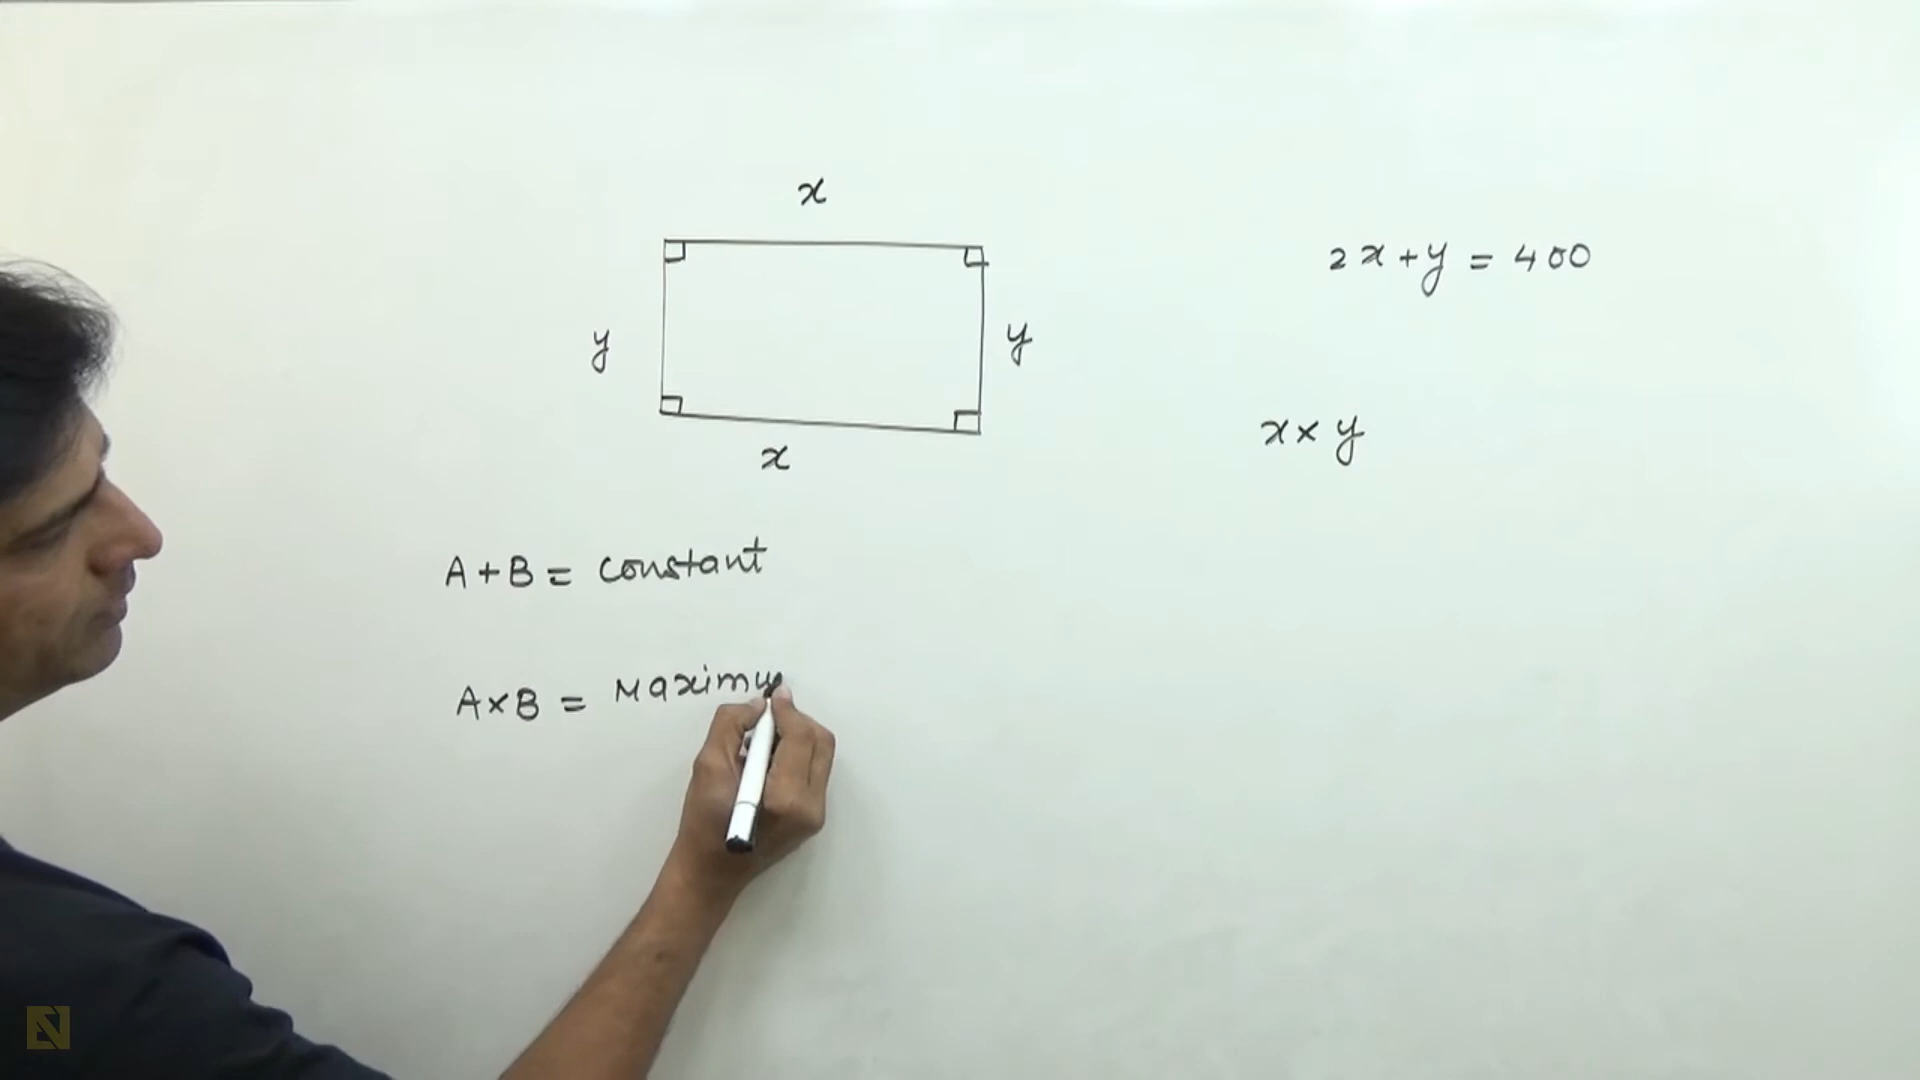 x
2x+y = 400
y
y
x×y
x
A+B = constant
A×B = Maximu